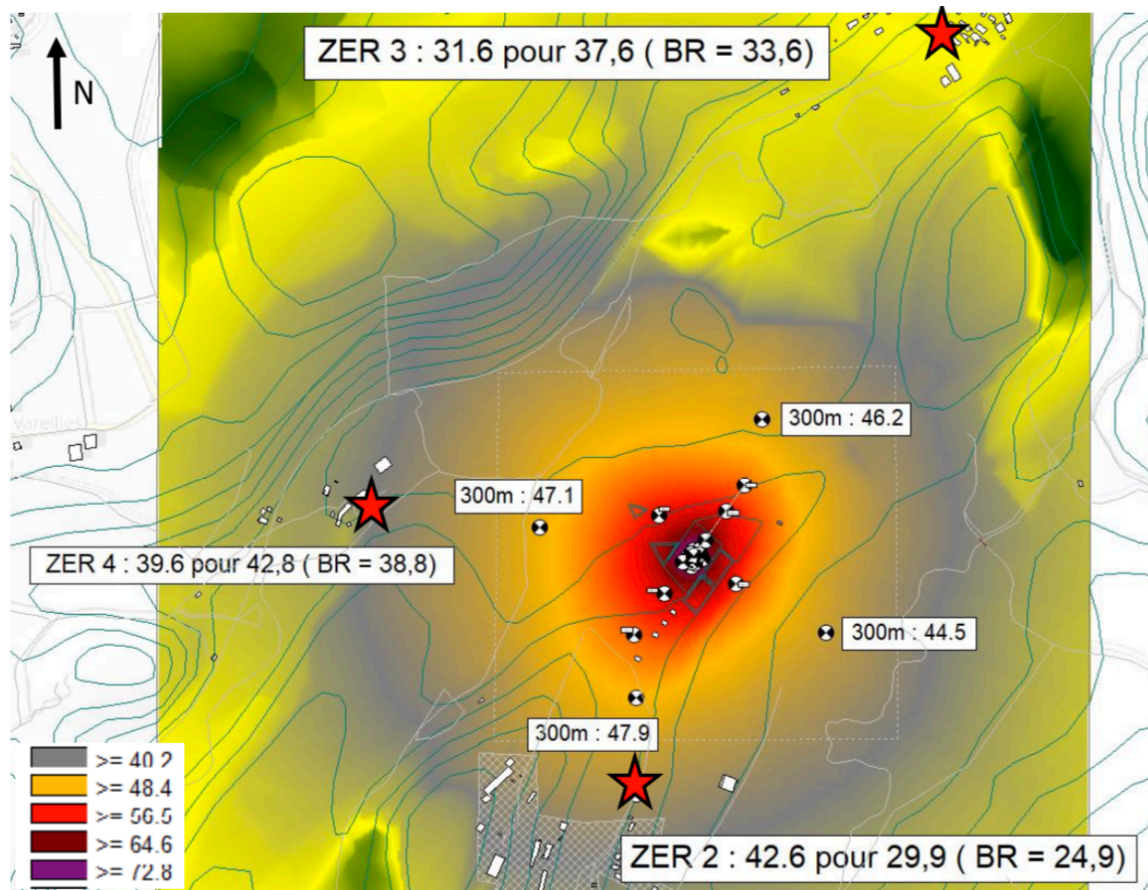 ZER 3 : 31.6 pour 37,6 ( BR = 33,6)
N
Vareilles
300m : 46.2
300m : 47.1
ZER 4 : 39.6 pour 42,8 ( BR = 38,8)
300m : 44.5
300m : 47.9
>= 40.2
>= 48.4
>= 56.5
>= 64.6
>= 72.8
ZER 2 : 42.6 pour 29,9 ( BR = 24,9)